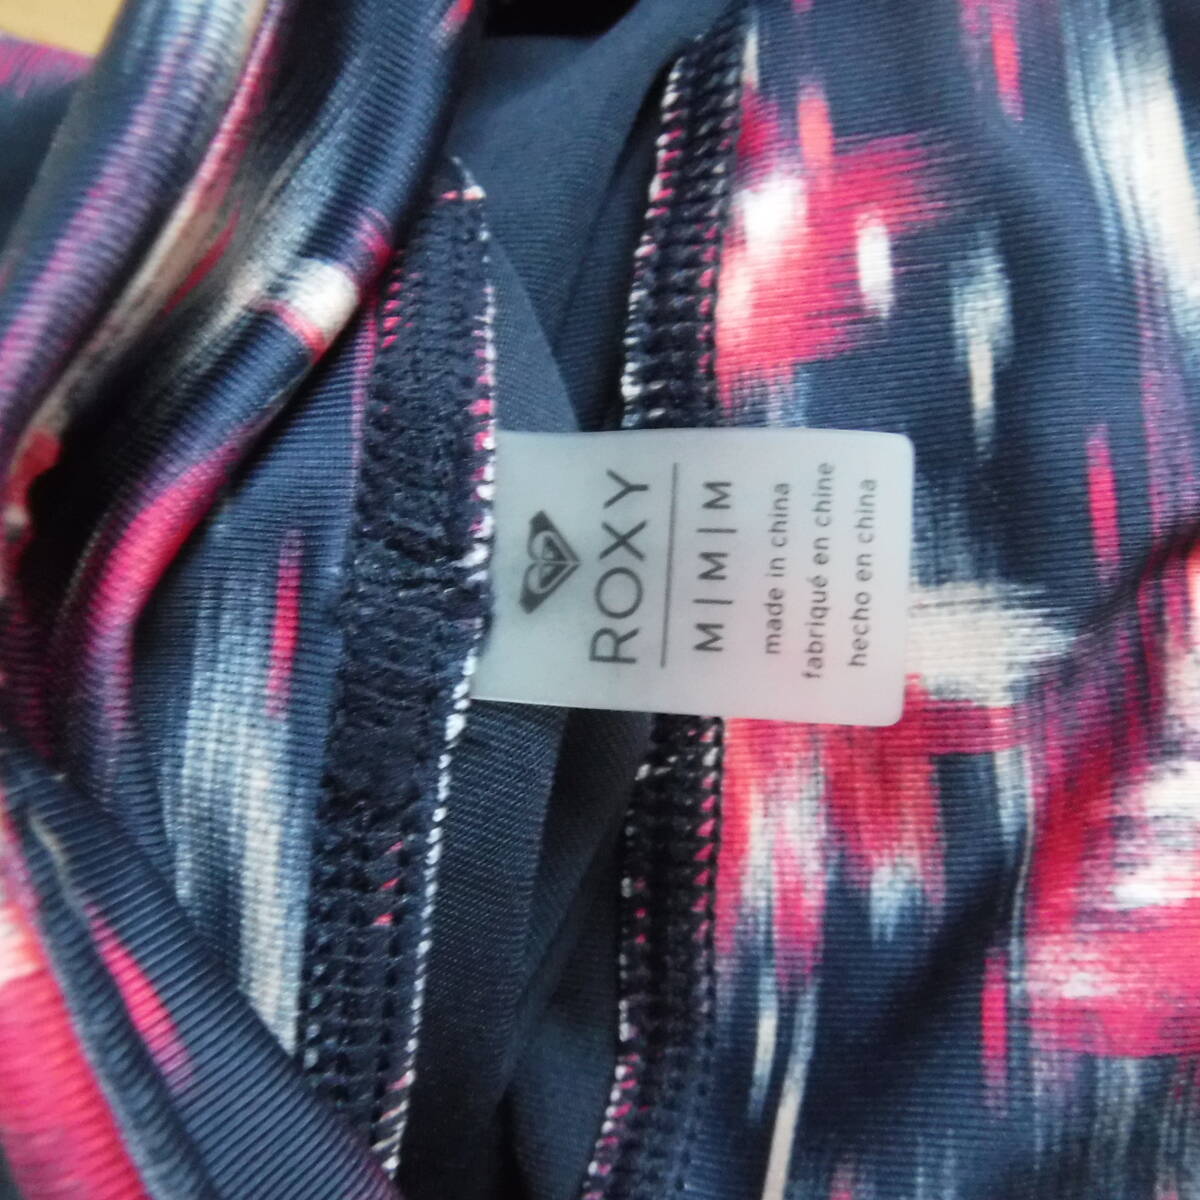 ROXY
M | M | M
made in china
fabriqué en chine
hecho en china